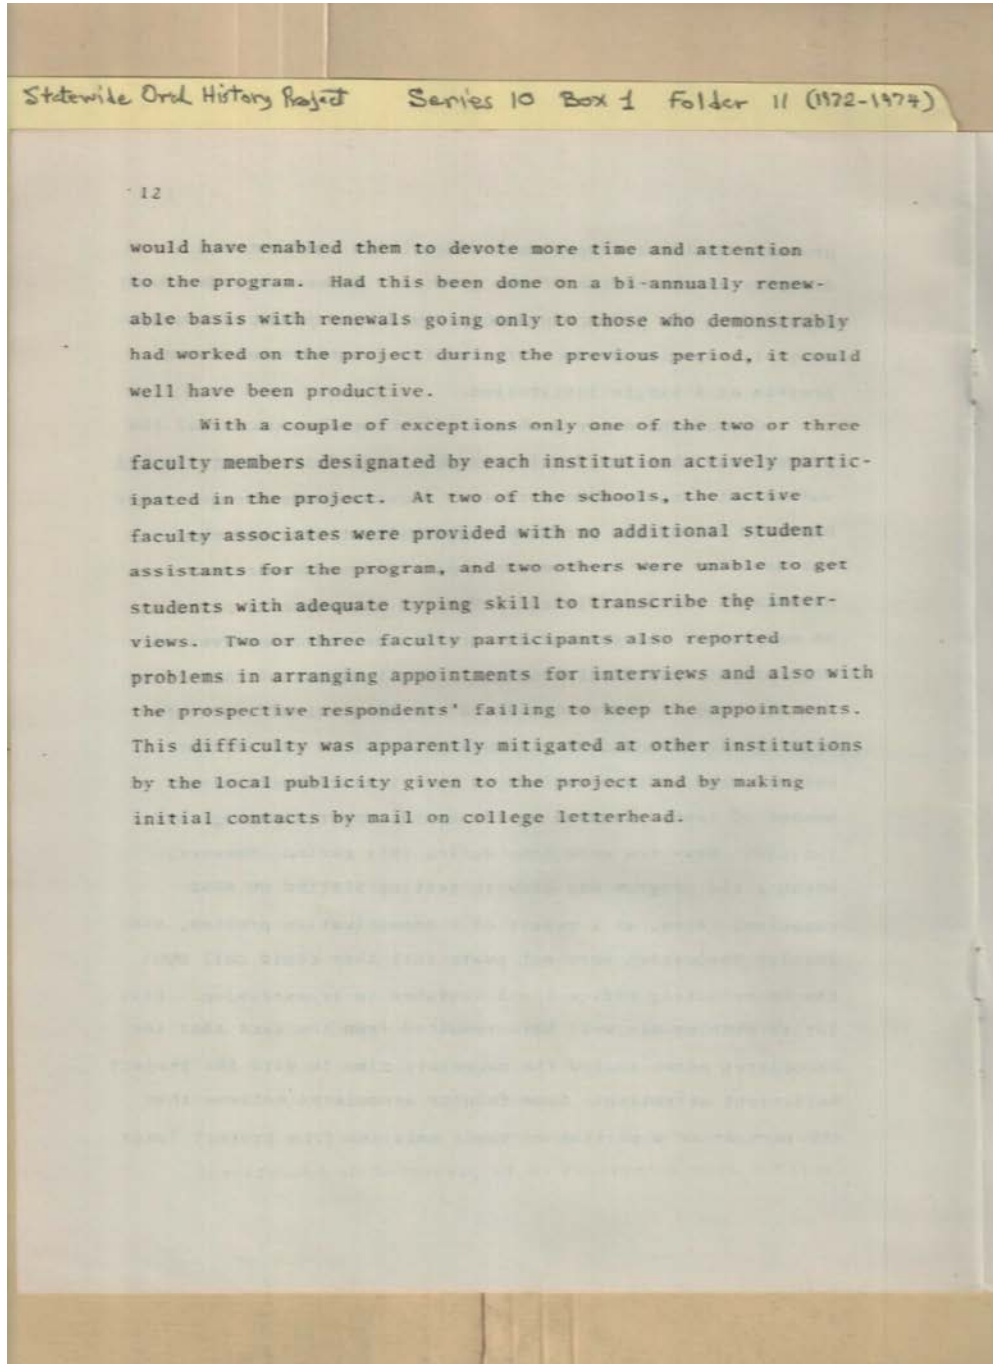 Statewide Oral History Project Series 10 Box 1 Folder 11 (1972-1974)
12
would have enabled them to devote more time and attention
to the program. Had this been done on a bi-annually renew-
able basis with renewals going only to those who demonstrably
had worked on the project during the previous period, it could
well have been productive.
With a couple of exceptions only one of the two or three
faculty members designated by each institution actively partic-
ipated in the project. At two of the schools, the active
faculty associates were provided with no additional student
assistants for the program, and two others were unable to get
students with adequate typing skill to transcribe the inter-
views. Two or three faculty participants also reported
problems in arranging appointments for interviews and also with
the prospective respondents' failing to keep the appointments.
This difficulty was apparently mitigated at other institutions
by the local publicity given to the project and by making
initial contacts by mail on college letterhead.